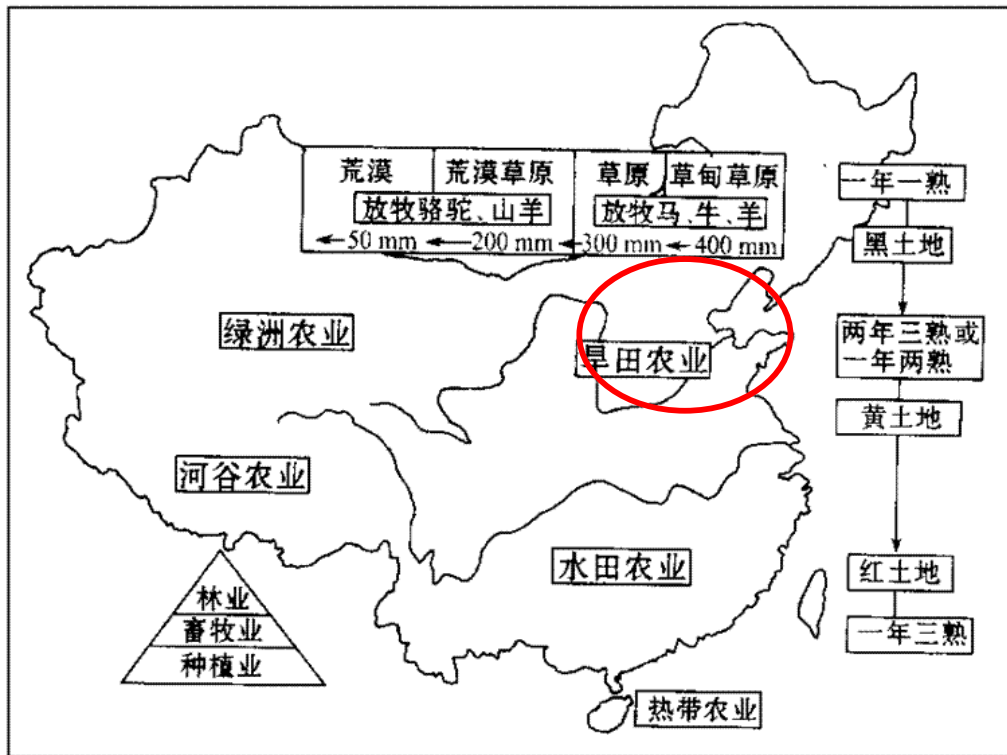 荒漠
荒漠草原
草原
草甸草原
放牧骆驼、山羊
放牧马、牛、羊
50 mm
200 mm
300 mm
400 mm
一年一熟
黑土地
两年三熟或
一年两熟
黄土地
红土地
一年三熟
绿洲农业
旱田农业
河谷农业
水田农业
林业
畜牧业
种植业
热带农业